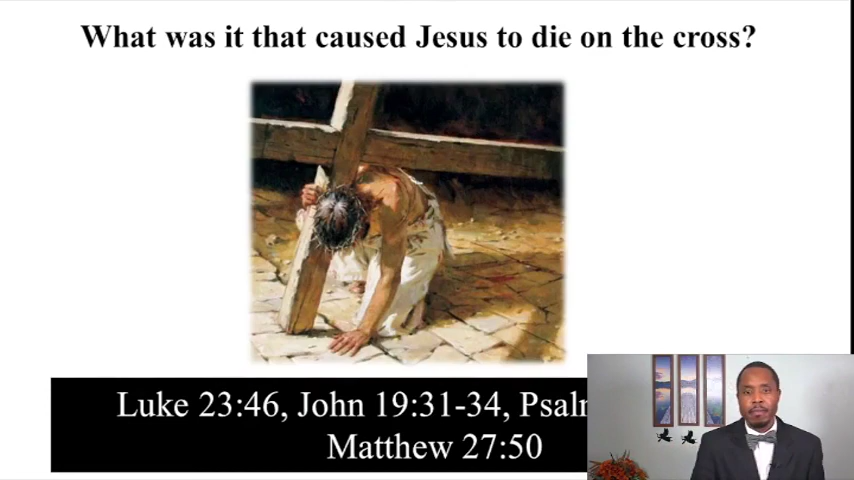 What was it that caused Jesus to die on the cross?
Luke 23:46, John 19:31-34,
Matthew 27:50